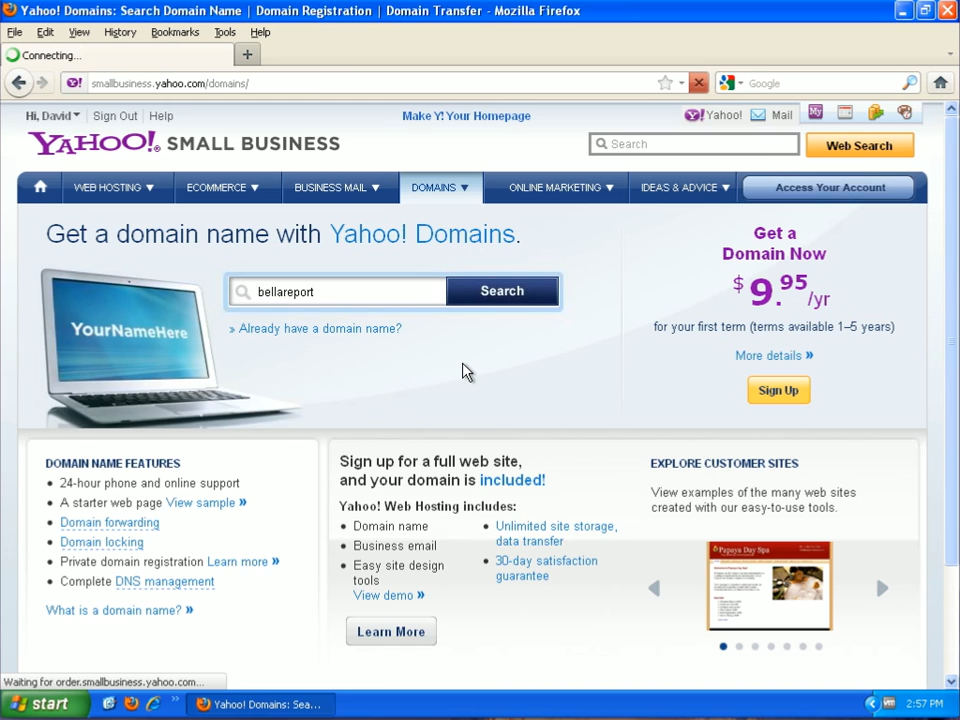 Yahoo! Domains: Search Domain Name | Domain Registration | Domain Transfer - Mozilla Firefox
File Edit View History Bookmarks Tools Help
Connecting...
smallbusiness.yahoo.com/domains/
Google
Hi, David Sign Out Help
Make Y! Your Homepage
Yahoo! Mail
My
YAHOO! SMALL BUSINESS
Search
Web Search
WEB HOSTING ECOMMERCE BUSINESS MAIL DOMAINS ONLINE MARKETING IDEAS & ADVICE Access Your Account
Get a domain name with Yahoo! Domains.
YourNameHere
bellareport
Search
» Already have a domain name?
Get a
Domain Now
$9.95/yr
for your first term (terms available 1–5 years)
More details »
Sign Up
DOMAIN NAME FEATURES
• 24-hour phone and online support
• A starter web page View sample »
• Domain forwarding
• Domain locking
• Private domain registration Learn more »
• Complete DNS management
What is a domain name? »
Sign up for a full web site,
and your domain is included!
Yahoo! Web Hosting includes:
• Domain name
• Business email
• Easy site design
tools
View demo »
• Unlimited site storage,
data transfer
• 30-day satisfaction
guarantee
Learn More
EXPLORE CUSTOMER SITES
View examples of the many web sites
created with our easy-to-use tools.
Papaya Day Spa
Waiting for order.smallbusiness.yahoo.com...
start
»
Yahoo! Domains: Sea...
2:57 PM